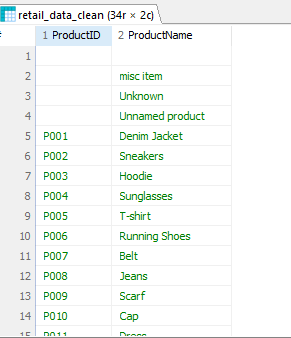 retail_data_clean (34r × 2c)
1 ProductID 2 ProductName
1
2 misc item
3 Unknown
4 Unnamed product
5 P001 Denim Jacket
6 P002 Sneakers
7 P003 Hoodie
8 P004 Sunglasses
9 P005 T-shirt
10 P006 Running Shoes
11 P007 Belt
12 P008 Jeans
13 P009 Scarf
14 P010 Cap
15 P011 Dress